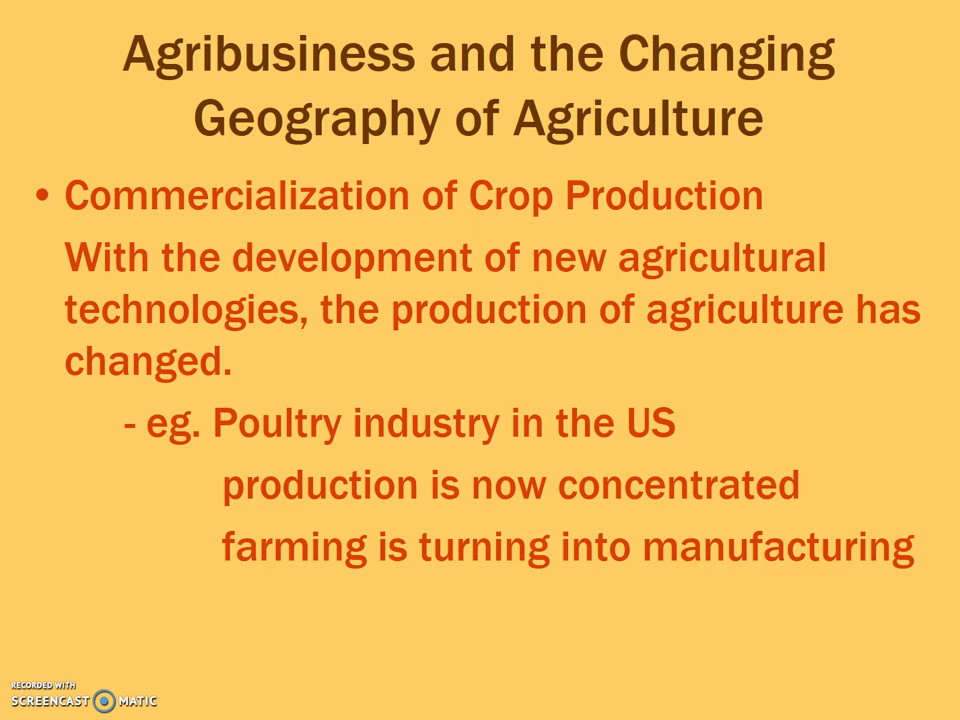 Agribusiness and the Changing
Geography of Agriculture
• Commercialization of Crop Production
With the development of new agricultural
technologies, the production of agriculture has
changed.
- eg. Poultry industry in the US
production is now concentrated
farming is turning into manufacturing
RECORDED WITH
SCREENCAST MATIC